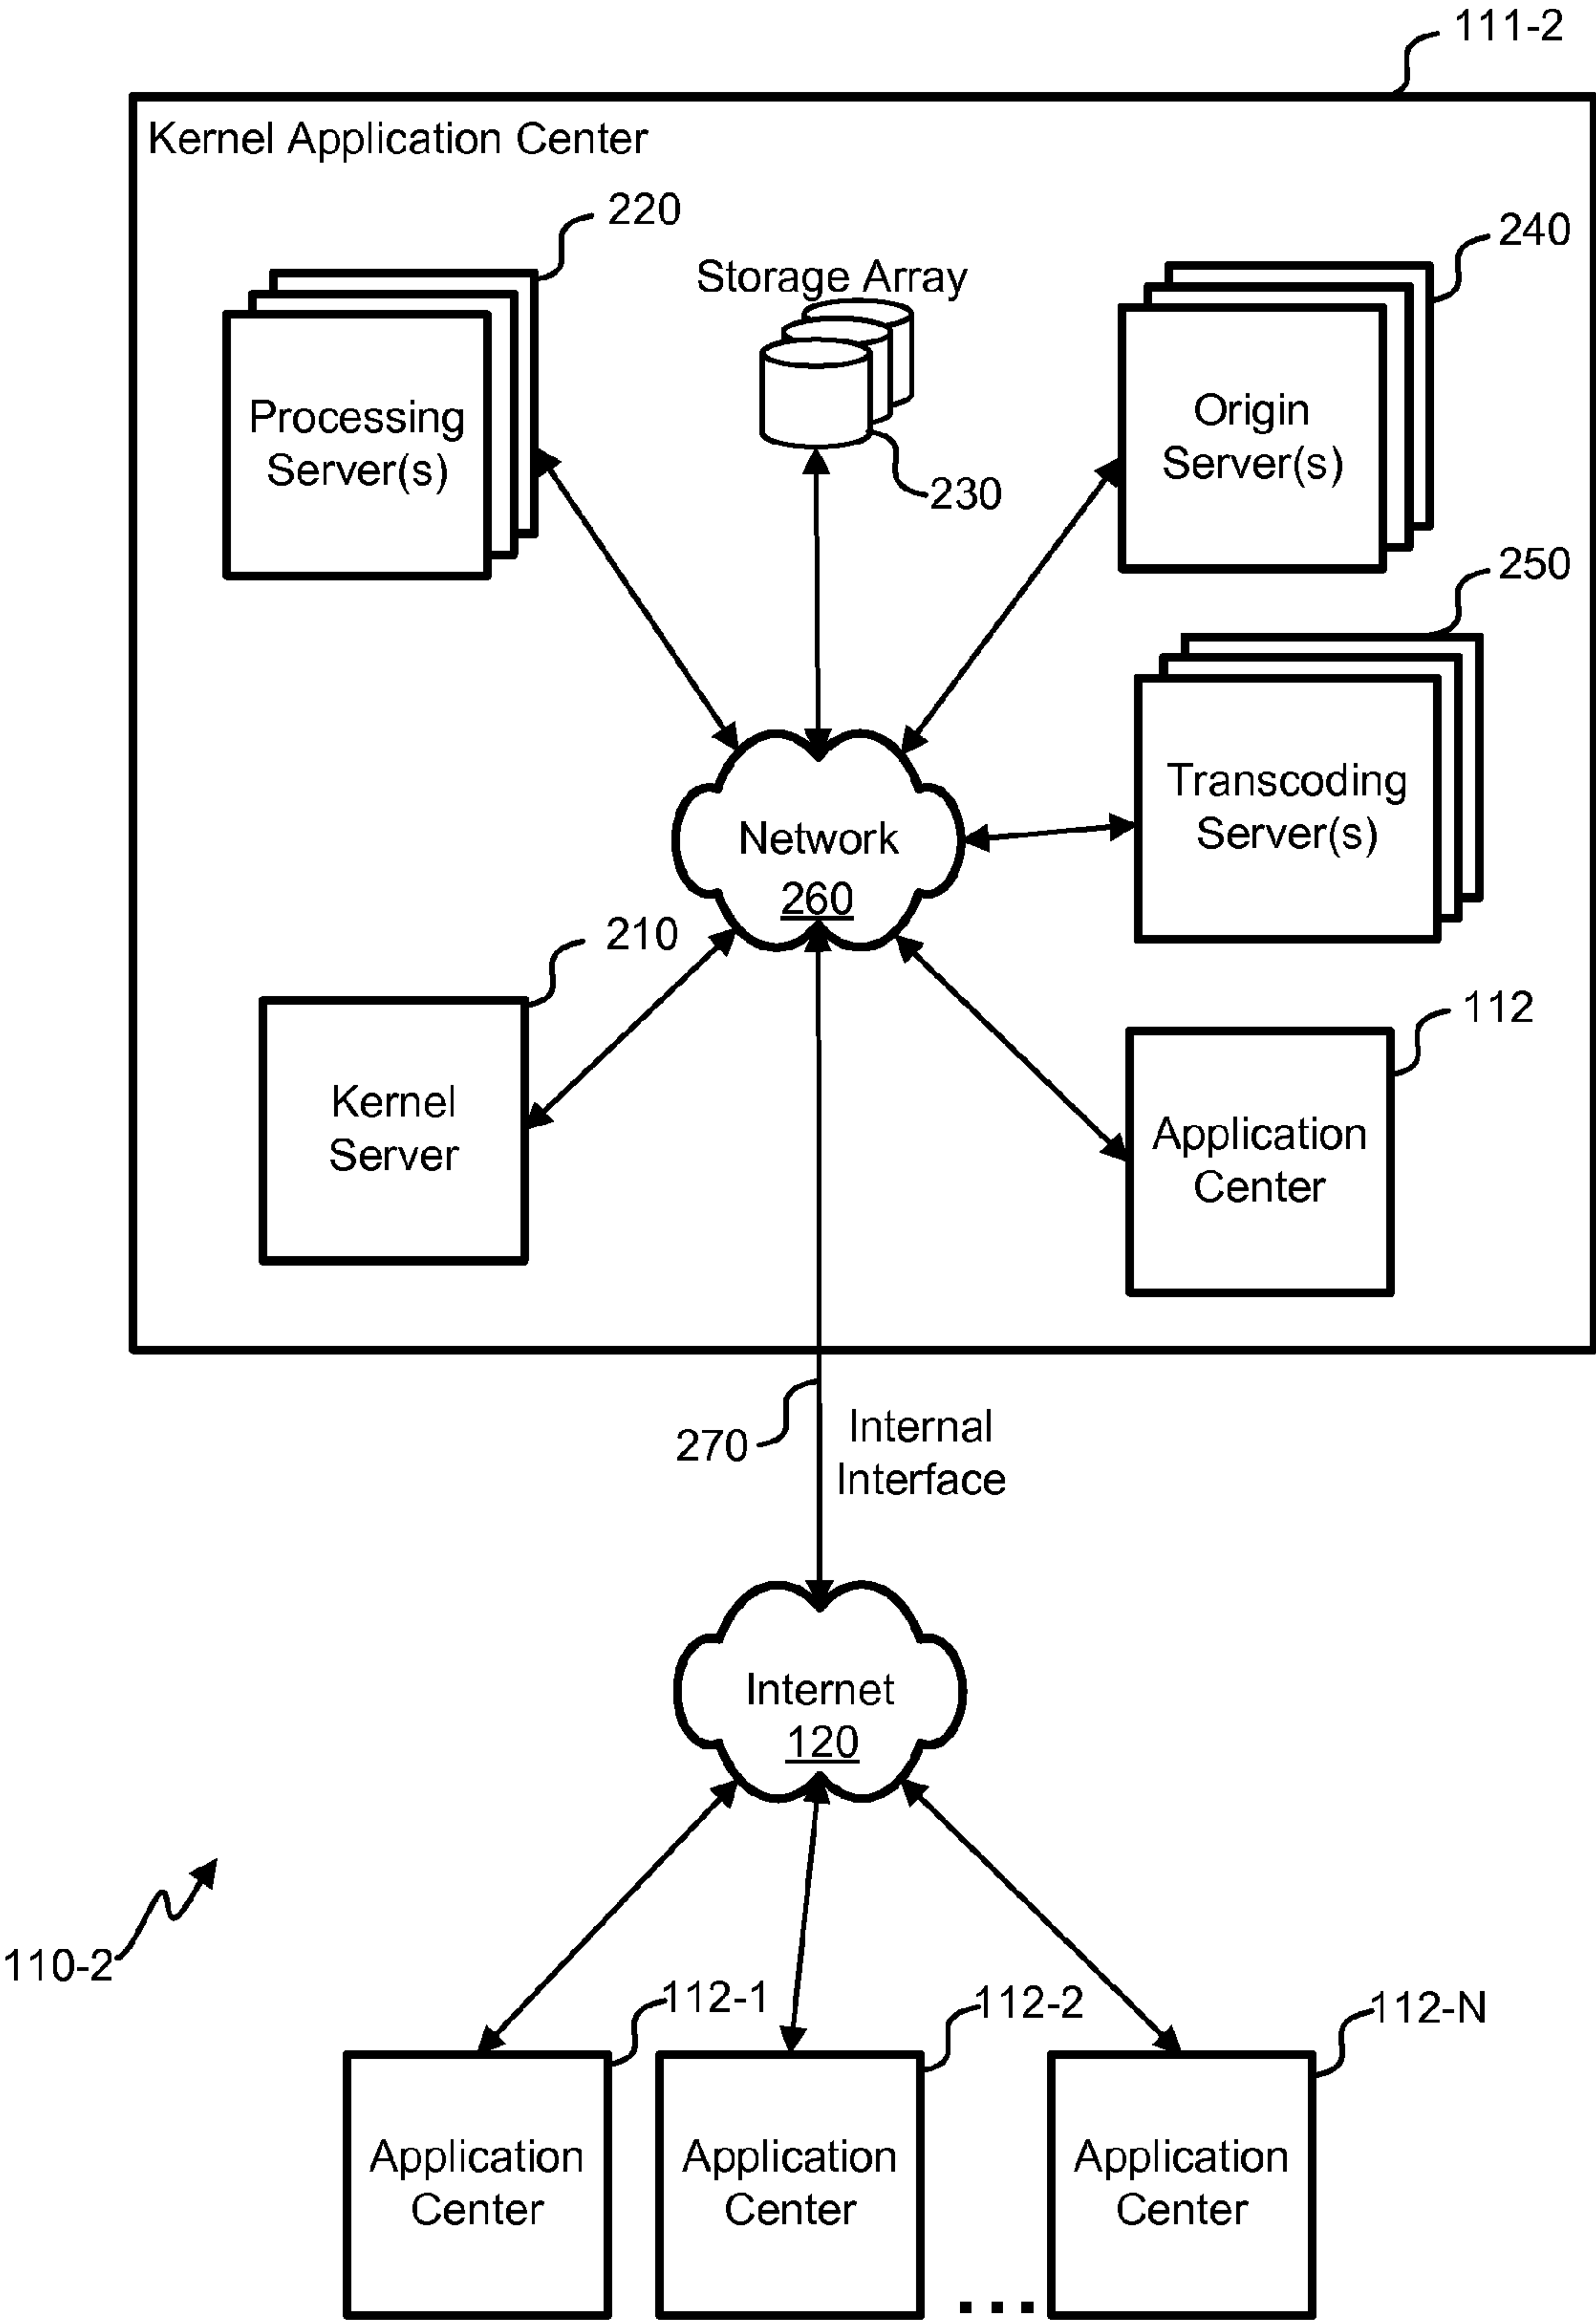 111-2
Kernel Application Center
220
240
Storage Array
Processing
Server(s)
Origin
Server(s)
230
250
Transcoding
Server(s)
Network
260
210
112
Kernel
Server
Application
Center
270
Internal
Interface
Internet
120
110-2
112-1
112-2
112-N
Application
Center
Application
Center
Application
Center
...